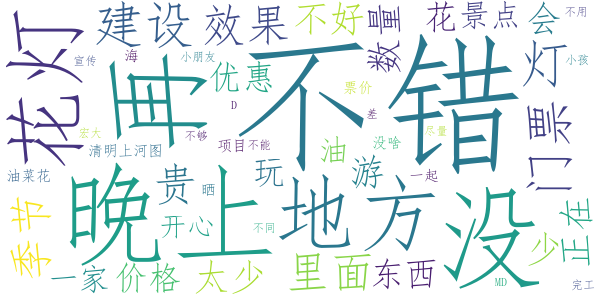 花灯
建设
效果
不好
数量
花
景点
会
不用
宣传
海
小朋友
再
不
错
灯
小孩
优惠
票价
D
差
宏大
不够
项目
不能
没啥
尽量
门票
清明上河图
油
油菜花
晚上
贵
晒
玩
地方
游
一起
没
季节
开心
不同
少
正在
一家
价格
太少
里面
东西
MD
完工